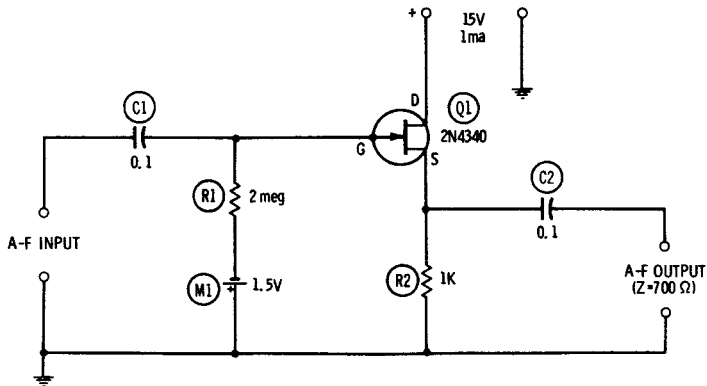 + 15V
1ma
C1
D
Q1
2N4340
G
S
0.1
C2
R1
2 meg
0.1
A-F INPUT
M1
+
1.5V
R2
1K
A-F OUTPUT
(Z=700 Ω)